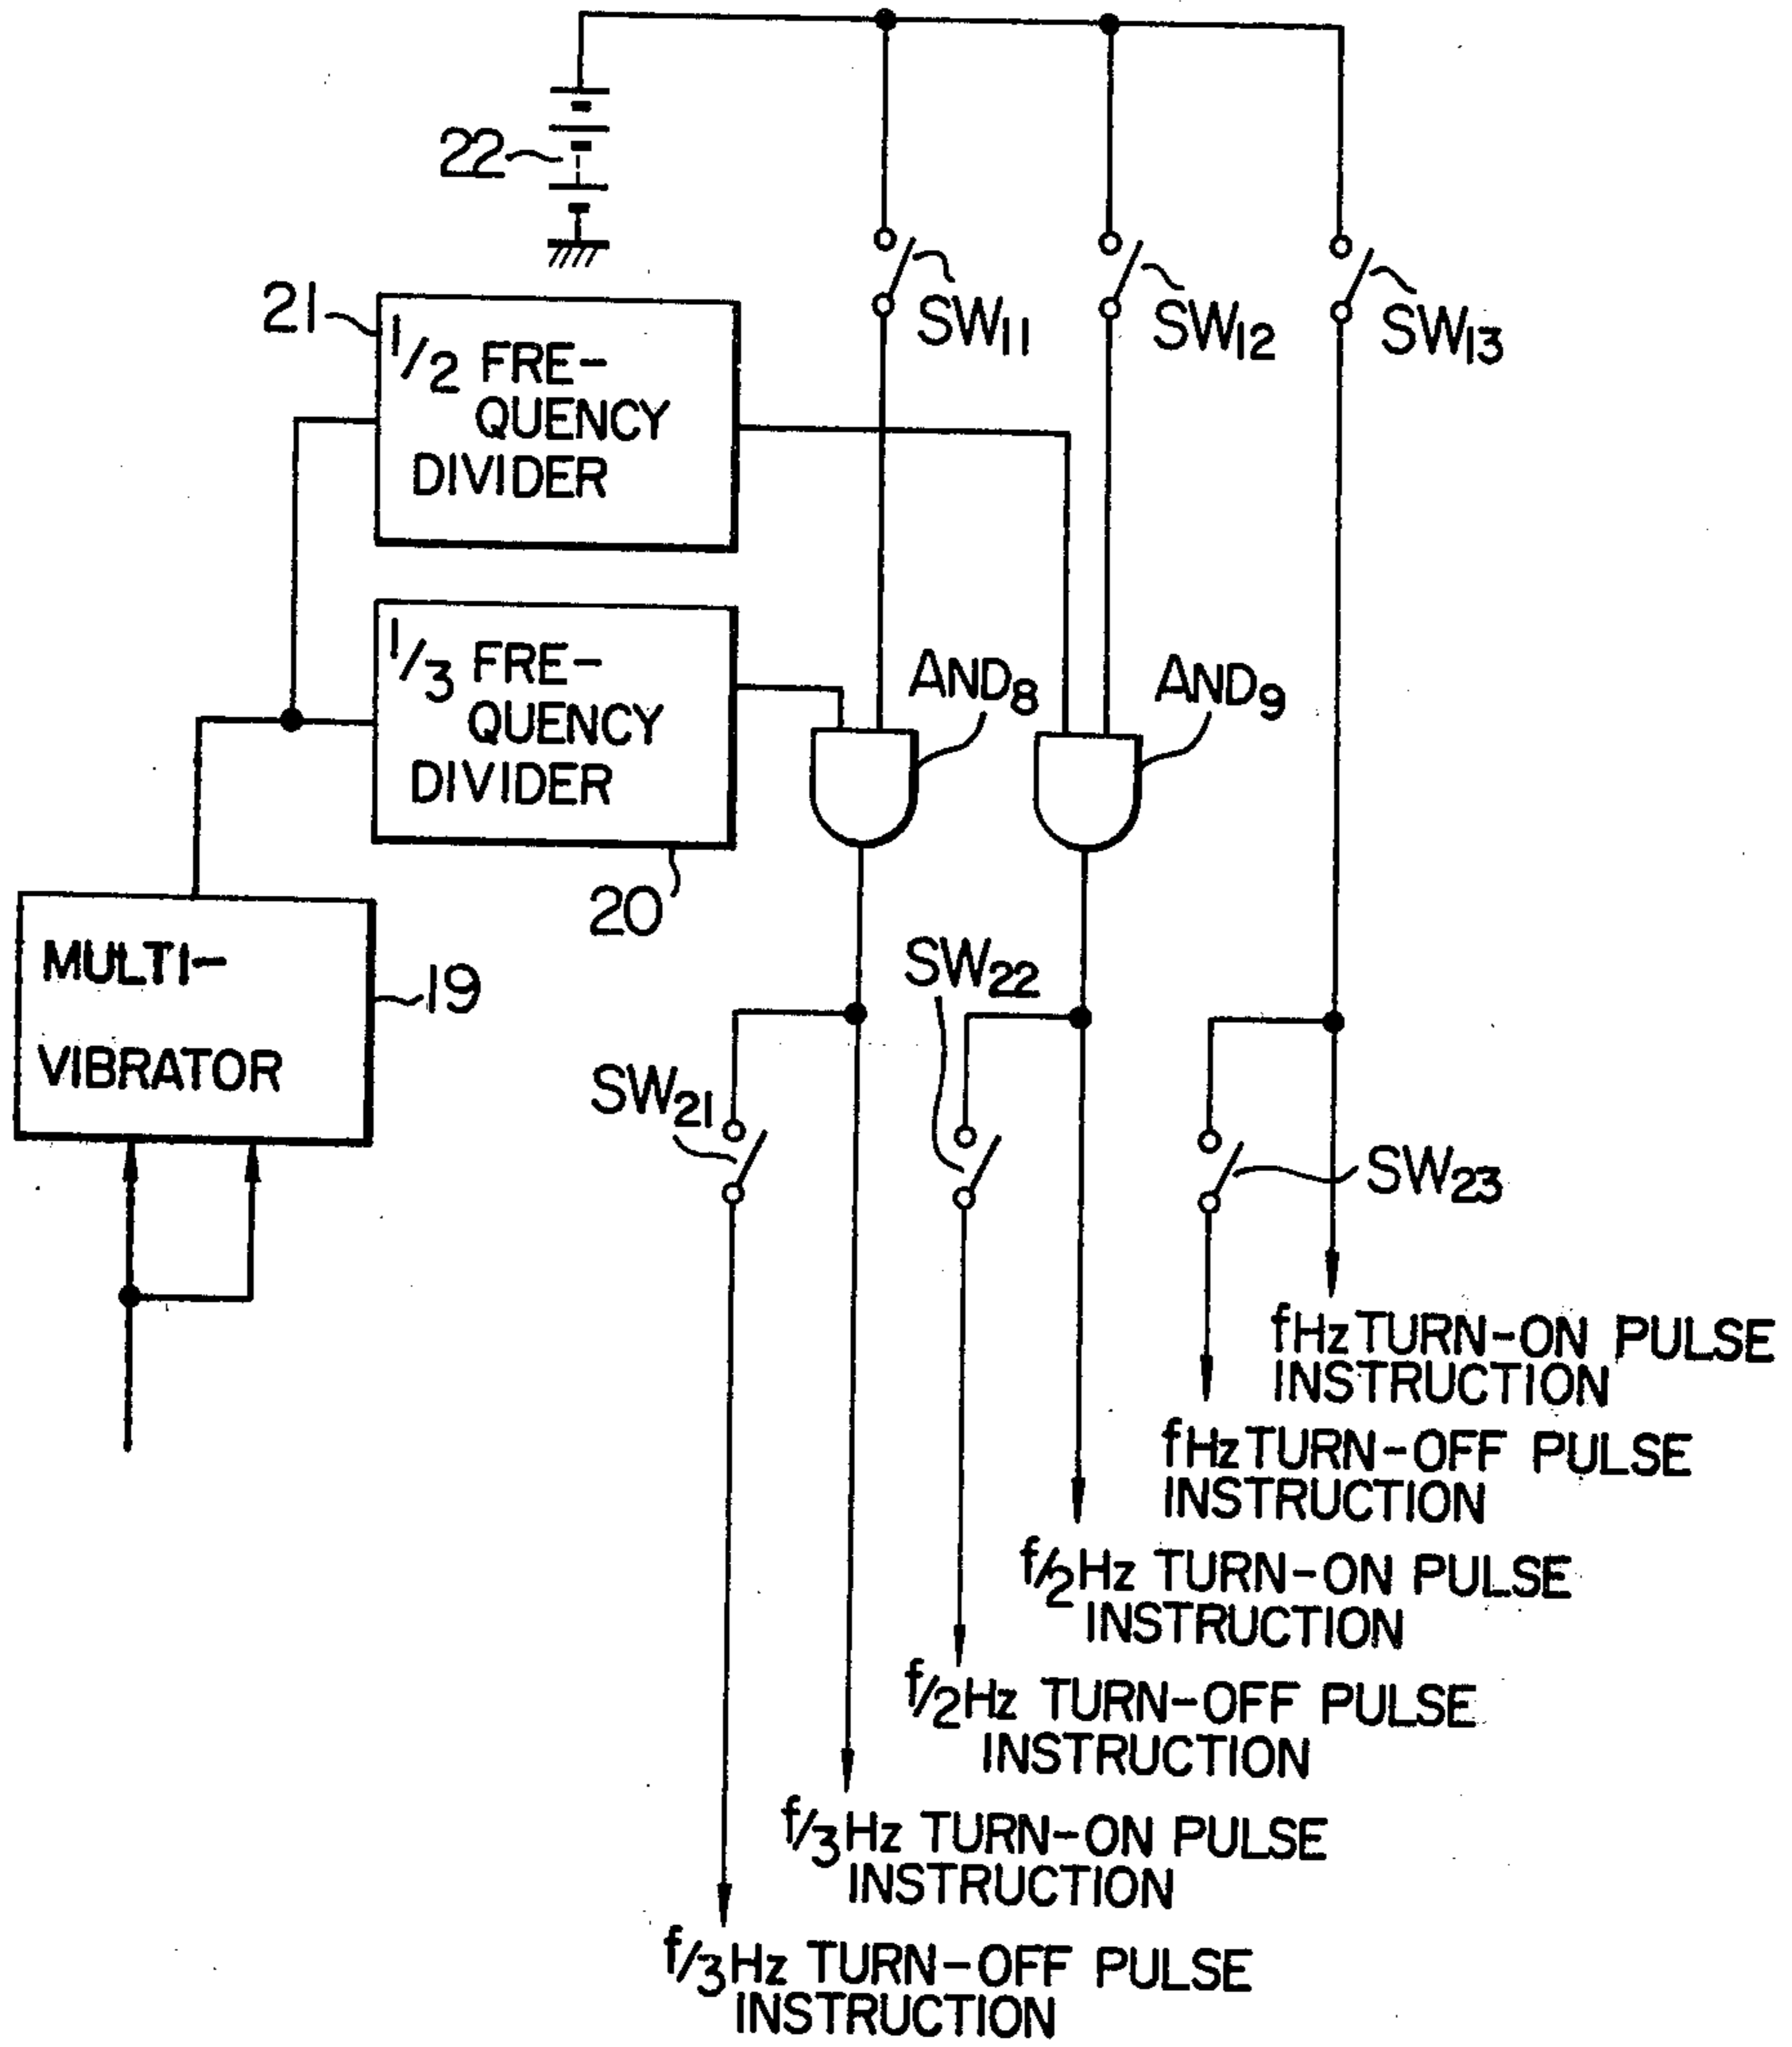 22
21
SW11
SW12
SW13
1/2 FRE-
QUENCY
DIVIDER
1/3 FRE-
QUENCY
DIVIDER
AND8
AND9
20
MULTI-
VIBRATOR
19
SW22
SW21
SW23
fHz TURN-ON PULSE
INSTRUCTION
fHz TURN-OFF PULSE
INSTRUCTION
f/2Hz TURN-ON PULSE
INSTRUCTION
f/2Hz TURN-OFF PULSE
INSTRUCTION
f/3Hz TURN-ON PULSE
INSTRUCTION
f/3Hz TURN-OFF PULSE
INSTRUCTION